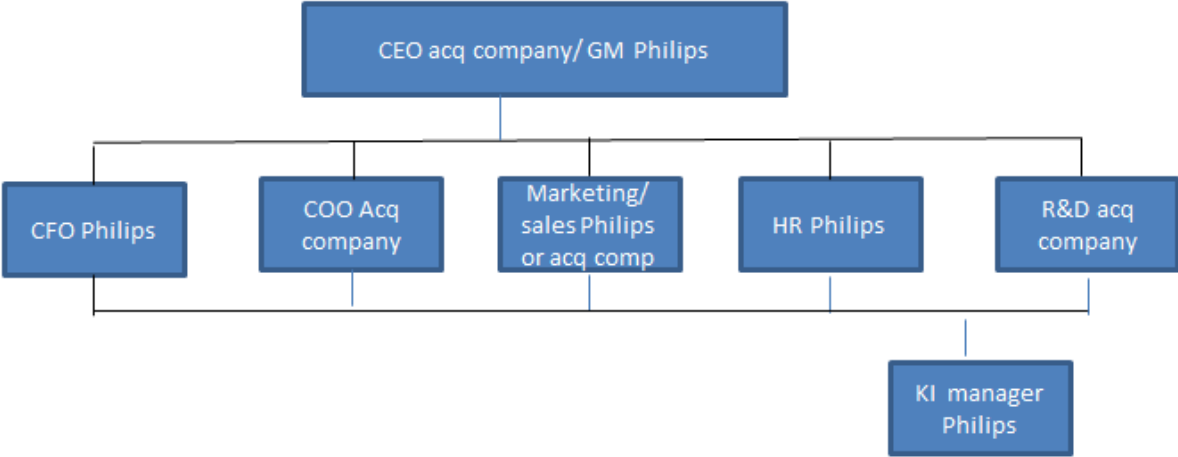 CEO acq company/ GM Philips
CFO Philips
COO Acq
company
Marketing/
sales Philips
or acq comp
HR Philips
R&D acq
company
KI manager
Philips